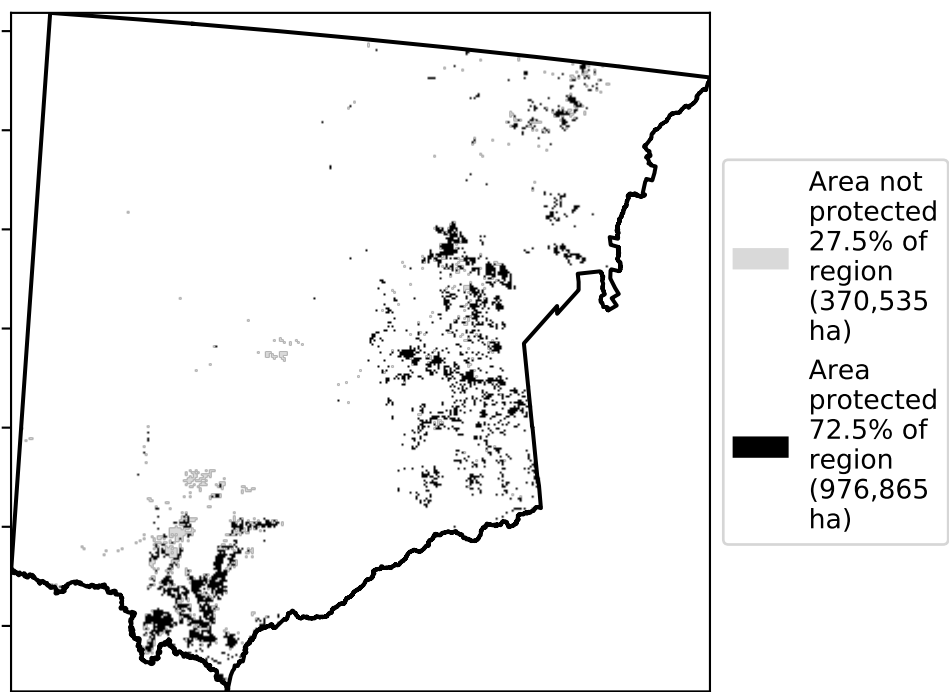 Area not
protected
27.5% of
region
(370,535
ha)
Area
protected
72.5% of
region
(976,865
ha)